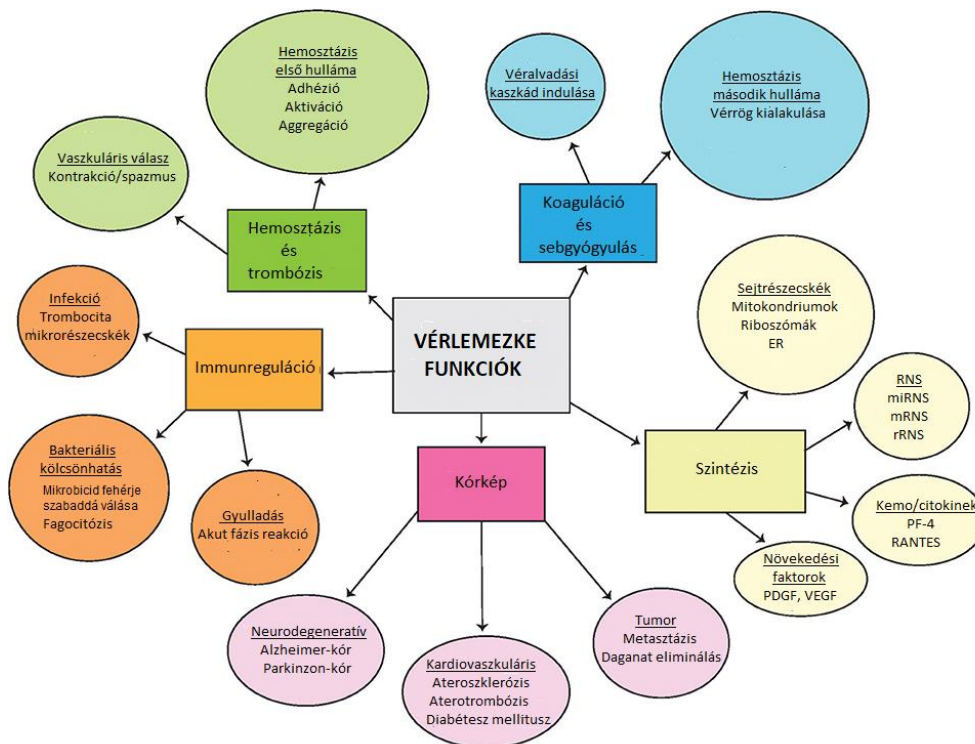 Hemosztázis
első hulláma
Adhézió
Aktiváció
Aggregáció
Véralvadási
kaszkád indulása
Hemosztázis
második hulláma
Vérrög kialakulása
Vaszkuláris válasz
Kontrakció/spazmus
Hemosztázis
és
trombózis
Koaguláció
és
sebgyógyulás
Infekció
Trombocita
mikrorészecskék
Immunreguláció
VÉRLEMEZKE
FUNKCIÓK
Sejtrészecskék
Mitokondriumok
Riboszómák
ER
RNS
miRNS
mRNS
rRNS
Bakteriális
kölcsönhatás
Mikrobicid fehérje
szabaddá válása
Fagocitózis
Gyulladás
Akut fázis reakció
Kórkép
Szintézis
Kemo/citokinek
PF-4
RANTES
Növekedési
faktorok
PDGF, VEGF
Neurodegeneratív
Alzheimer-kór
Parkinzon-kór
Kardiovaszkuláris
Ateroszklerózis
Aterotrombózis
Diabétesz mellitusz
Tumor
Metasztázis
Daganat eliminálás